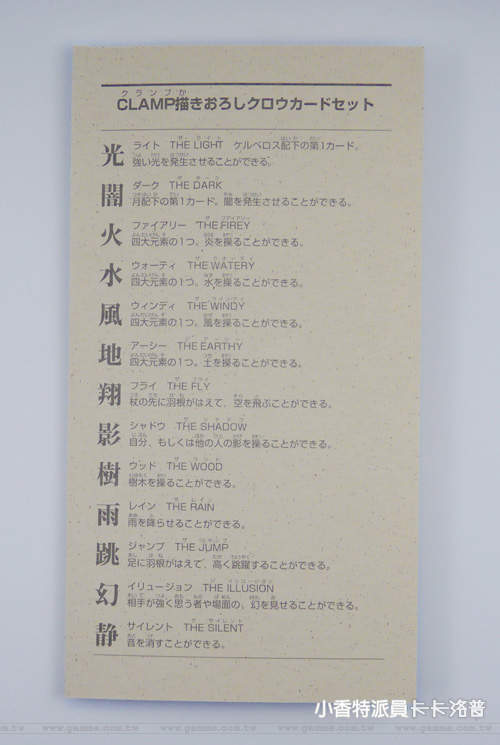 CLAMP描きおろしクロウカードセット
光
ライト THE LIGHT ケルベロス配下の第1カード。
強い光を発生させることができる。
闇
ダーク THE DARK
月配下の第1カード。闇を発生させることができる。
火
ファイアリー THE FIREY
四大元素の1つ。炎を操ることができる。
水
ウォーティ THE WATERY
四大元素の1つ。水を操ることができる。
風
ウィンディ THE WINDY
四大元素の1つ。風を操ることができる。
地
アーシー THE EARTHY
四大元素の1つ。土を操ることができる。
翔
フライ THE FLY
杖の先に羽根がはえて、空を飛ぶことができる。
影
シャドウ THE SHADOW
自分、もしくは他の人の影を操ることができる。
樹
ウッド THE WOOD
樹木を操ることができる。
雨
レイン THE RAIN
雨を降らせることができる。
跳
ジャンプ THE JUMP
足に羽根がはえて、高く跳躍することができる。
幻
イリュージョン THE ILLUSION
相手が強く思う者や場面の、幻を見せることができる。
静
サイレント THE SILENT
音を消すことができる。
小香特派員卡卡洛普
www.gamme.com.tw